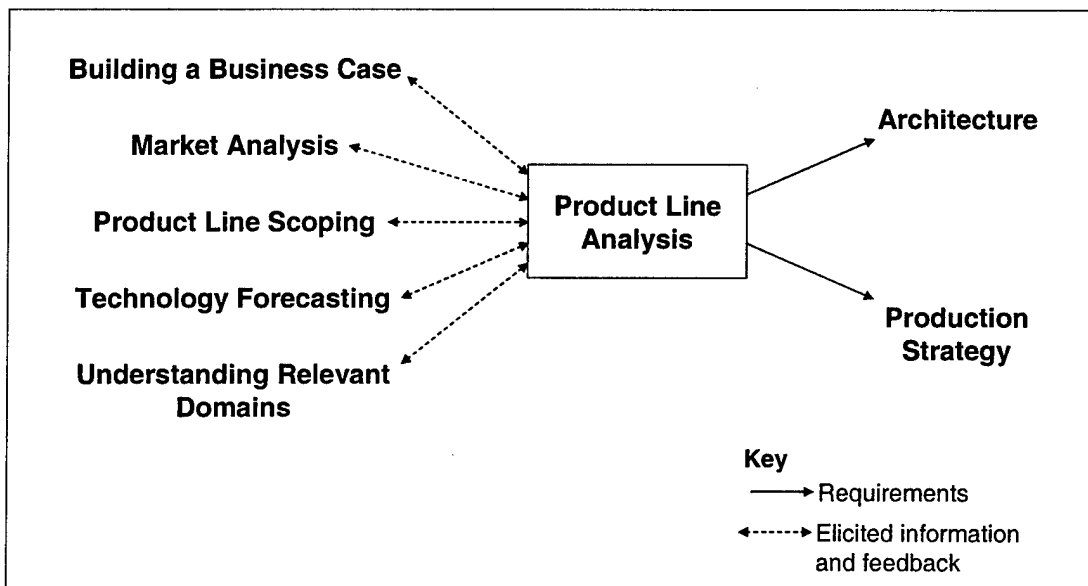 Building a Business Case
Market Analysis
Product Line Scoping
Technology Forecasting
Understanding Relevant
Domains
Product Line
Analysis
Architecture
Production
Strategy
Key
Requirements
Elicited information
and feedback